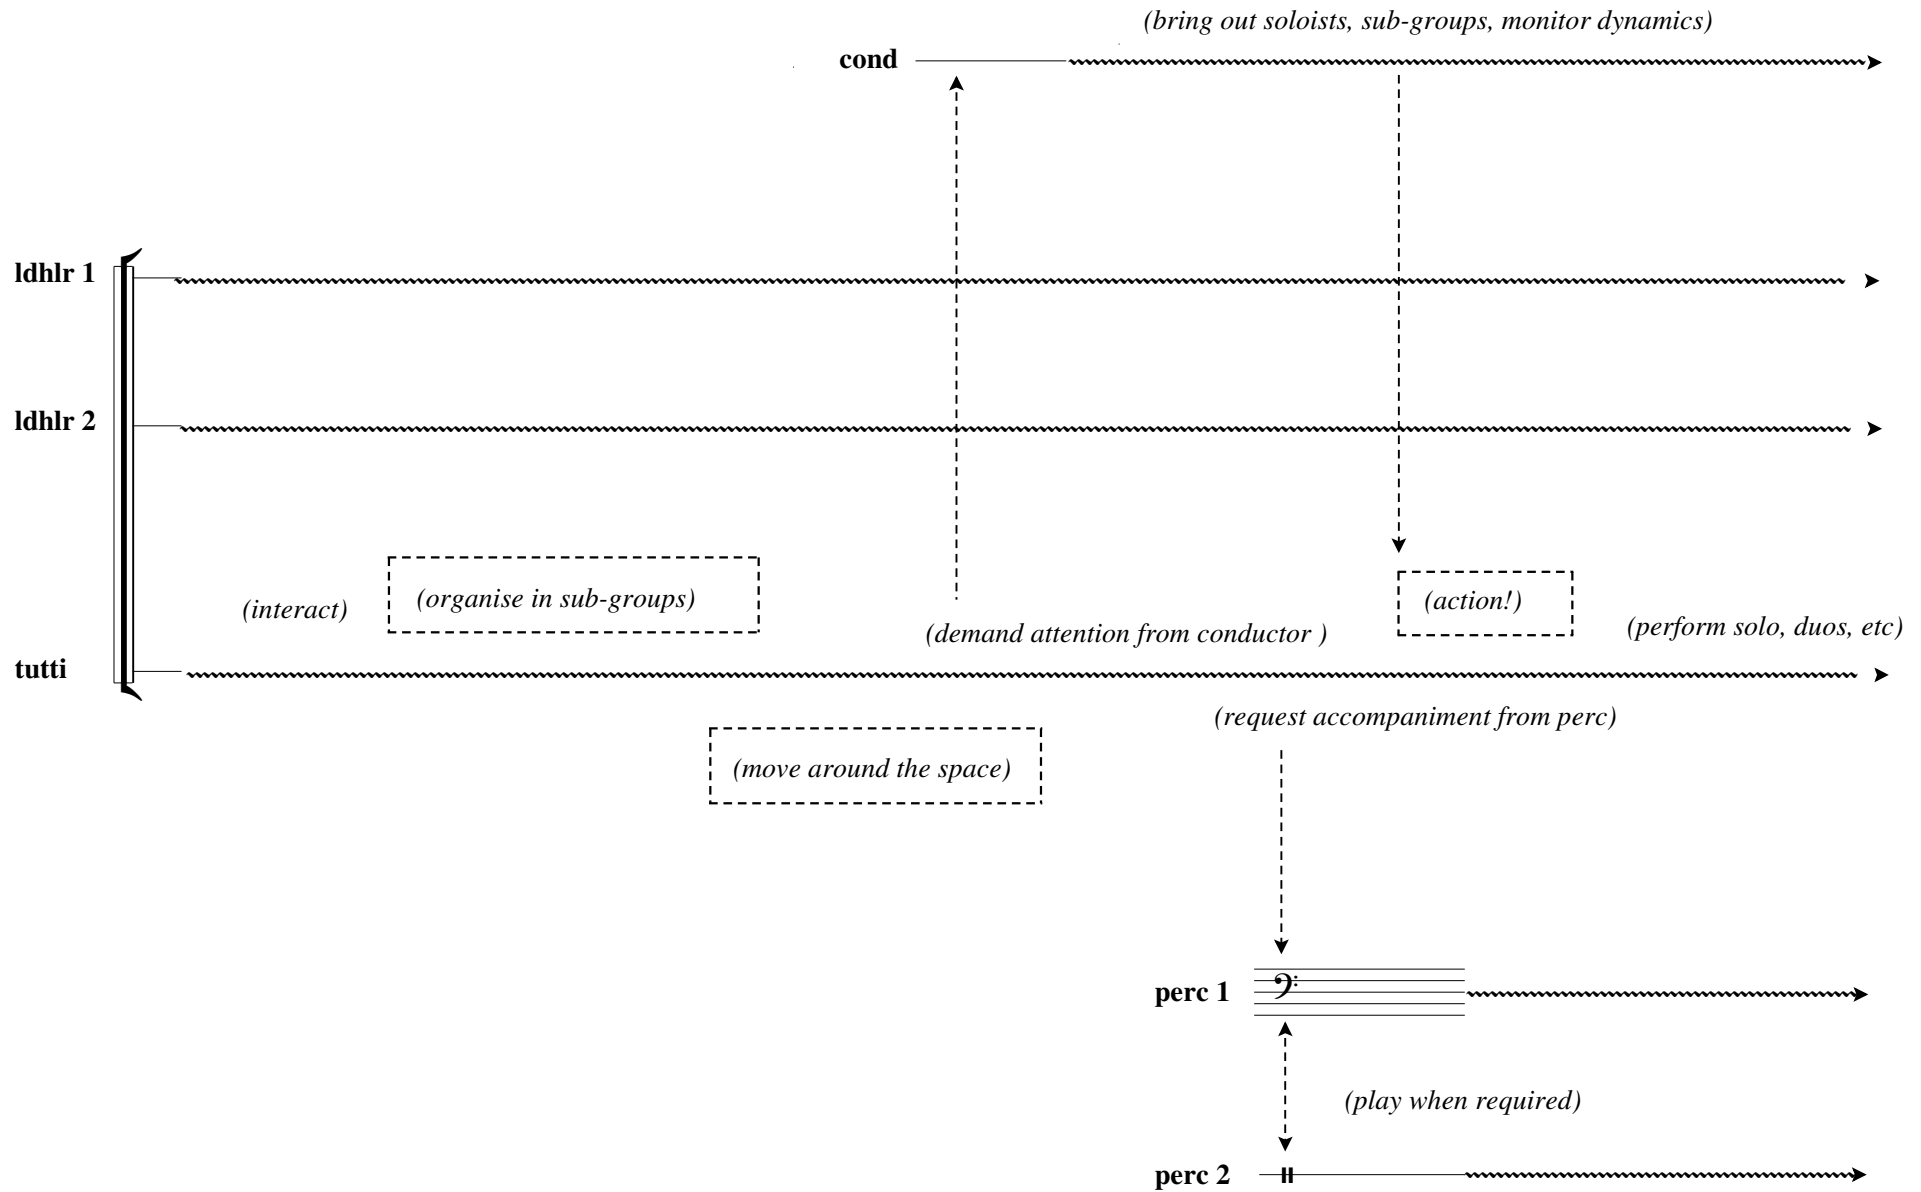 (bring out soloists, sub-groups, monitor dynamics)
cond
ldhlr 1
ldhlr 2
(interact)
(organise in sub-groups)
(demand attention from conductor )
(action!)
(perform solo, duos, etc)
tutti
(request accompaniment from perc)
(move around the space)
perc 1
(play when required)
perc 2